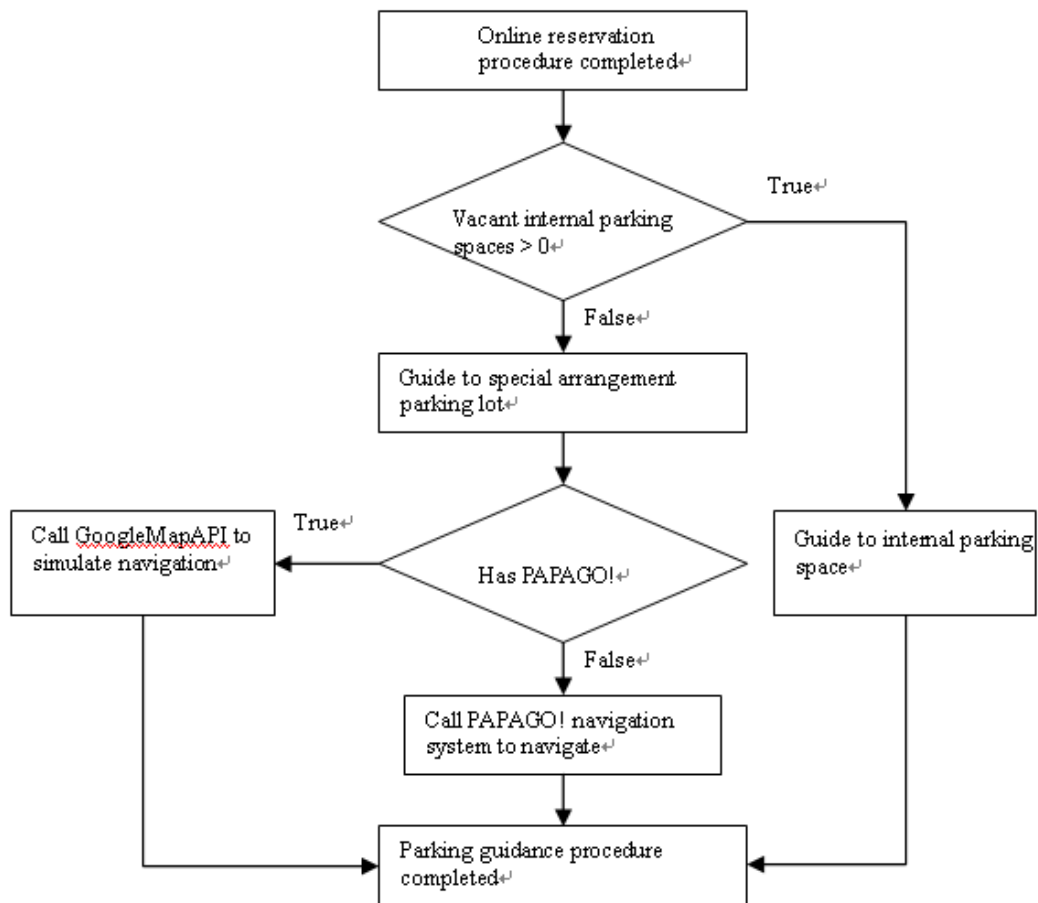 Online reservation
procedure completed↵
True↵
Vacant internal parking
spaces > 0↵
False↵
Guide to special arrangement
parking lot↵
True↵
Call GoogleMapAPI to
simulate navigation↵
Has PAPAGO!↵
Guide to internal parking
space↵
False↵
Call PAPAGO! navigation
system to navigate↵
Parking guidance procedure
completed↵